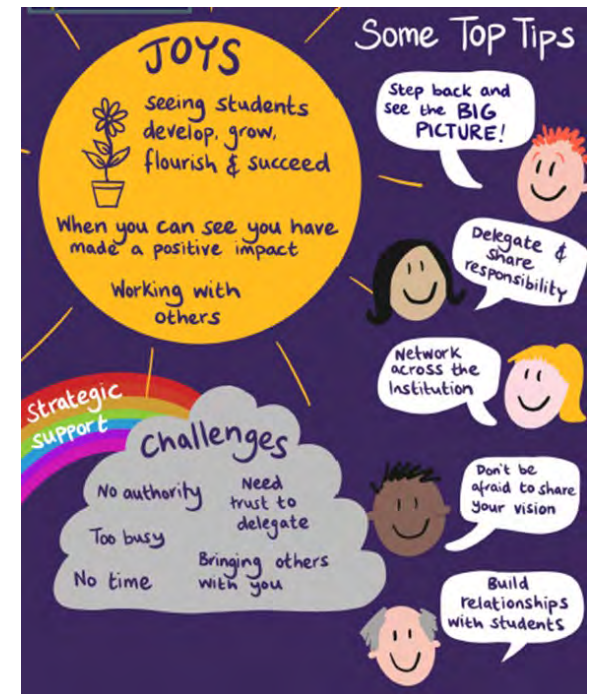 JOYS
seeing students
develop, grow,
flourish & succeed
When you can see you have
made a positive impact
Working with
others
Strategic
support
Challenges
No authority
Too busy
No time
Need
trust to
delegate
Bringing others
with you
Some Top Tips
Step back and
see the BIG
PICTURE!
Delegate &
share
responsibility
Network
across the
Institution
Don't be
afraid to share
your vision
Build
relationships
with students